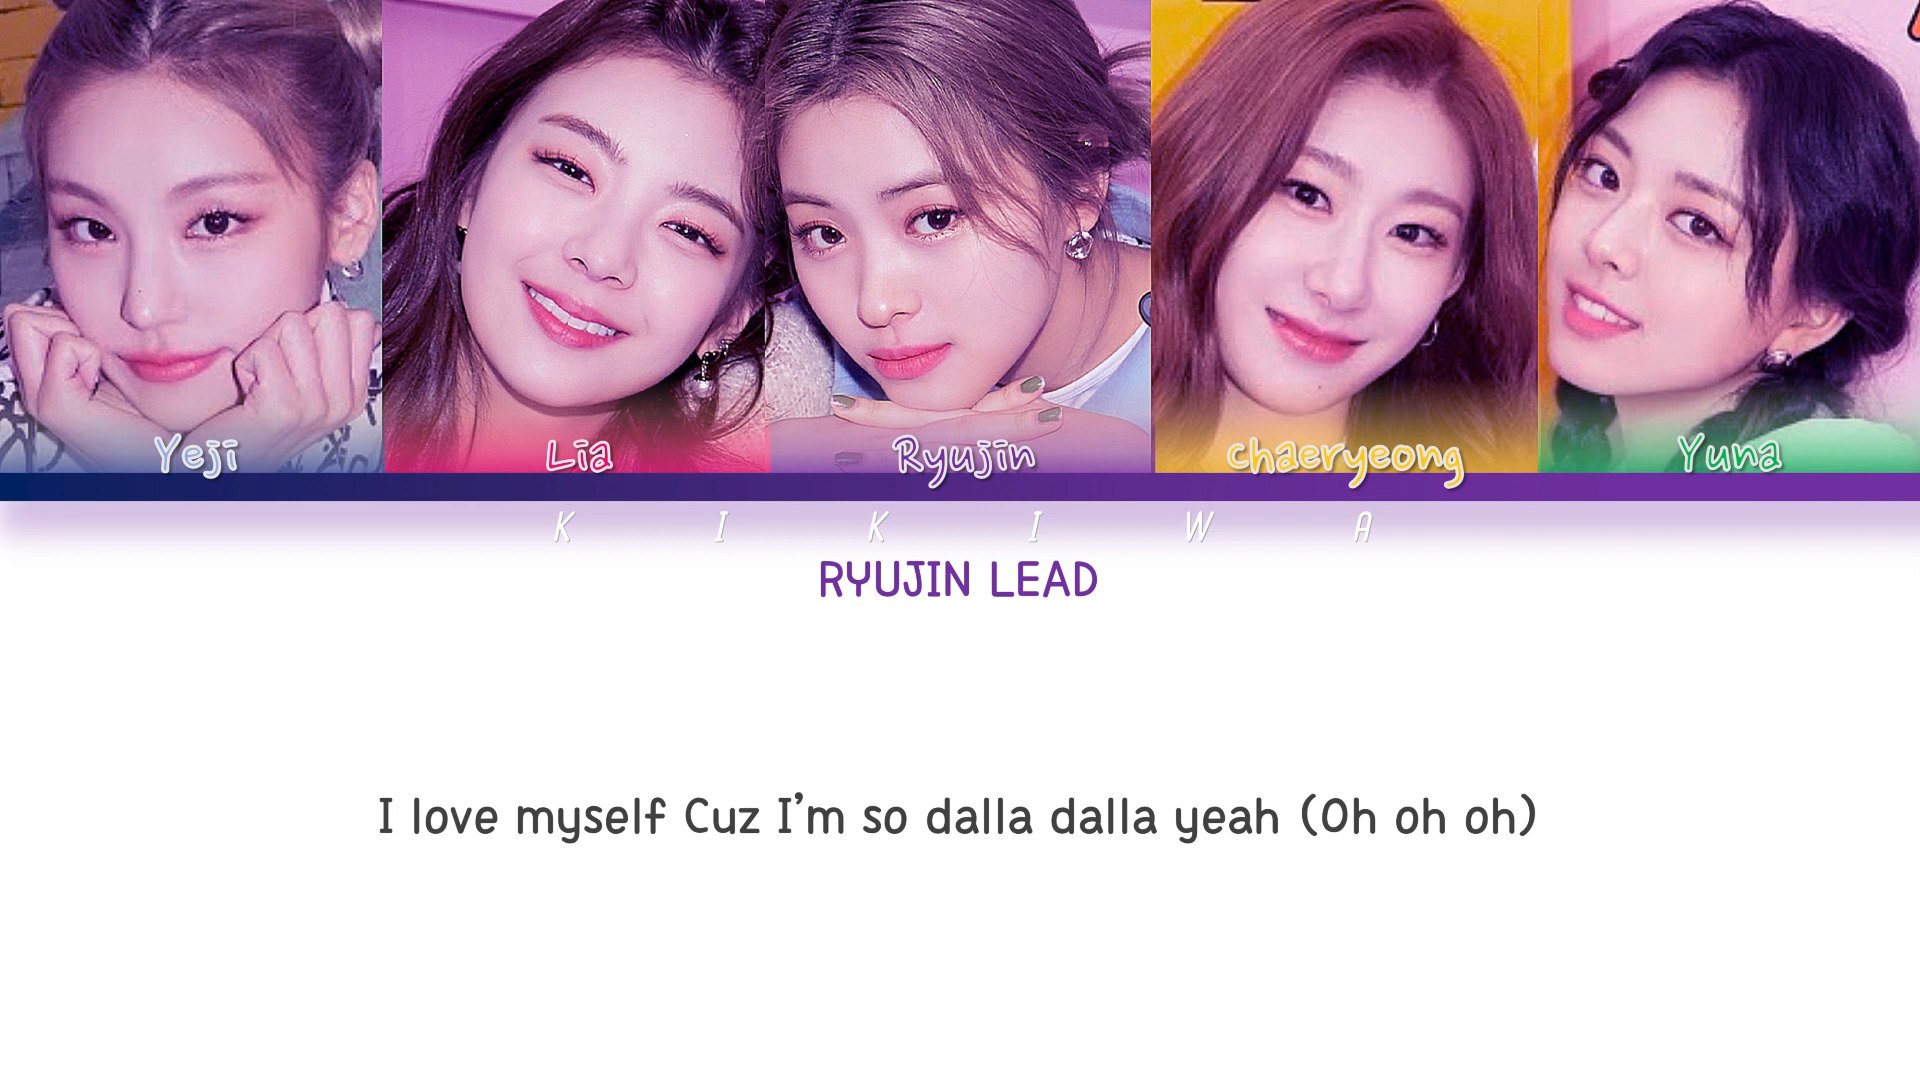 Yeji
Lia
Ryujin
chaeryeong
Yuna
K I K I W A
RYUJIN LEAD
I love myself Cuz I'm so dalla dalla yeah (Oh oh oh)